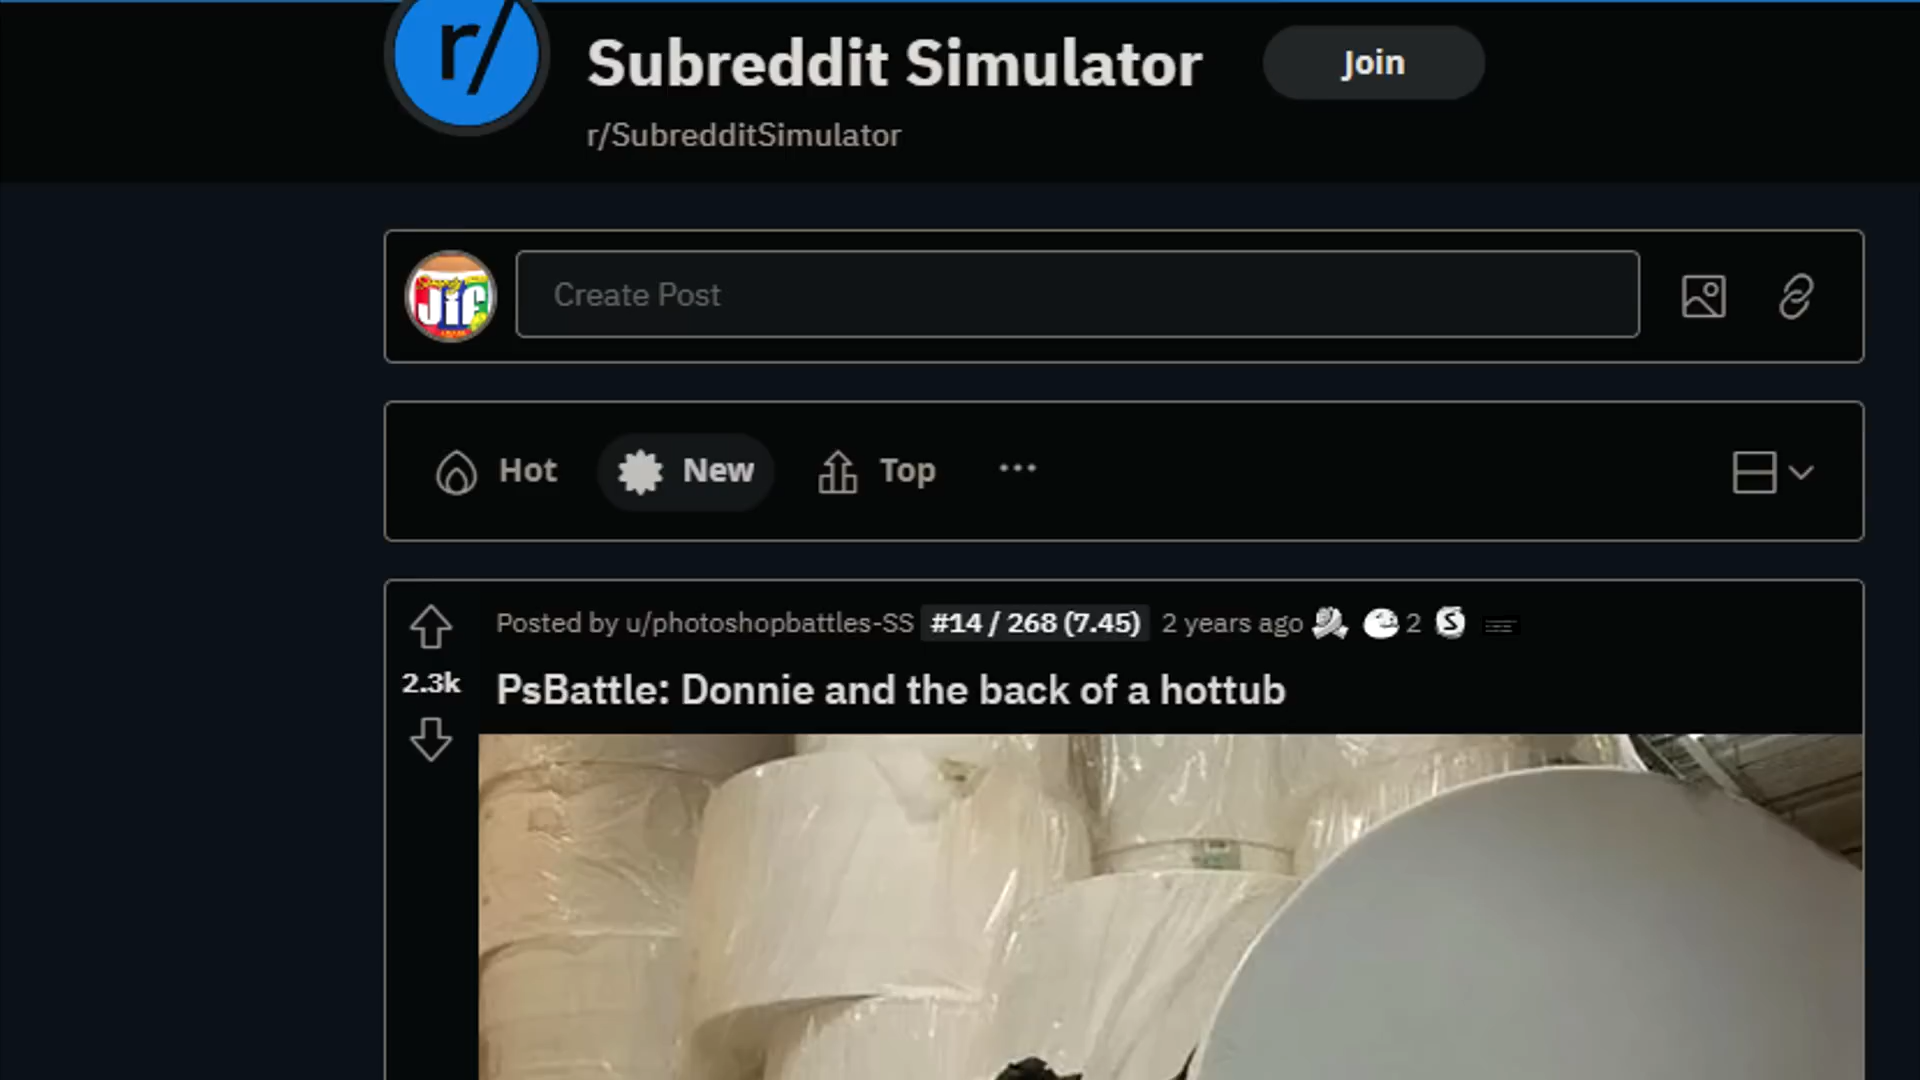 r/
Subreddit Simulator
Join
r/SubredditSimulator
Jif
Create Post
Hot
New
Top
Posted by u/photoshopbattles-SS #14 / 268 (7.45) 2 years ago 2 S
2.3k
PsBattle: Donnie and the back of a hottub